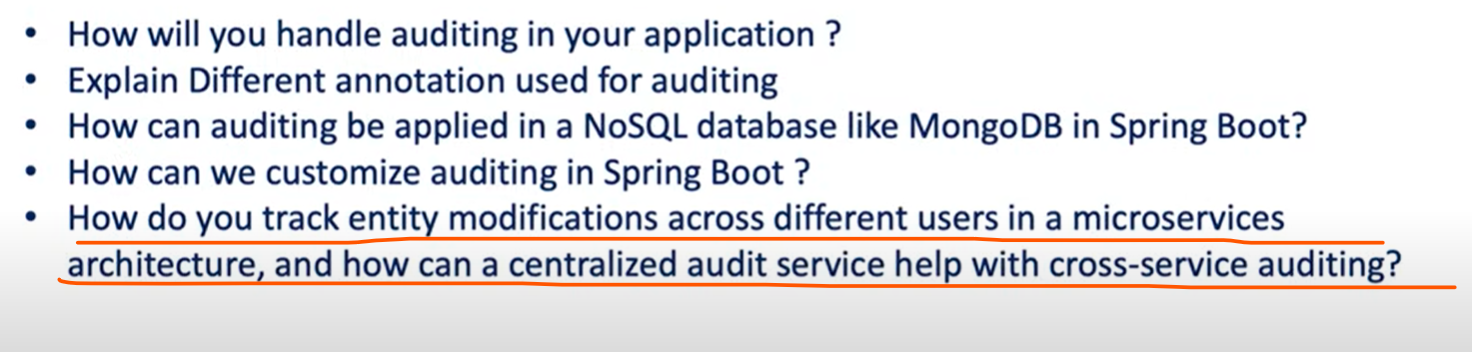 • How will you handle auditing in your application ?
• Explain Different annotation used for auditing
• How can auditing be applied in a NoSQL database like MongoDB in Spring Boot?
• How can we customize auditing in Spring Boot ?
• How do you track entity modifications across different users in a microservices
architecture, and how can a centralized audit service help with cross-service auditing?